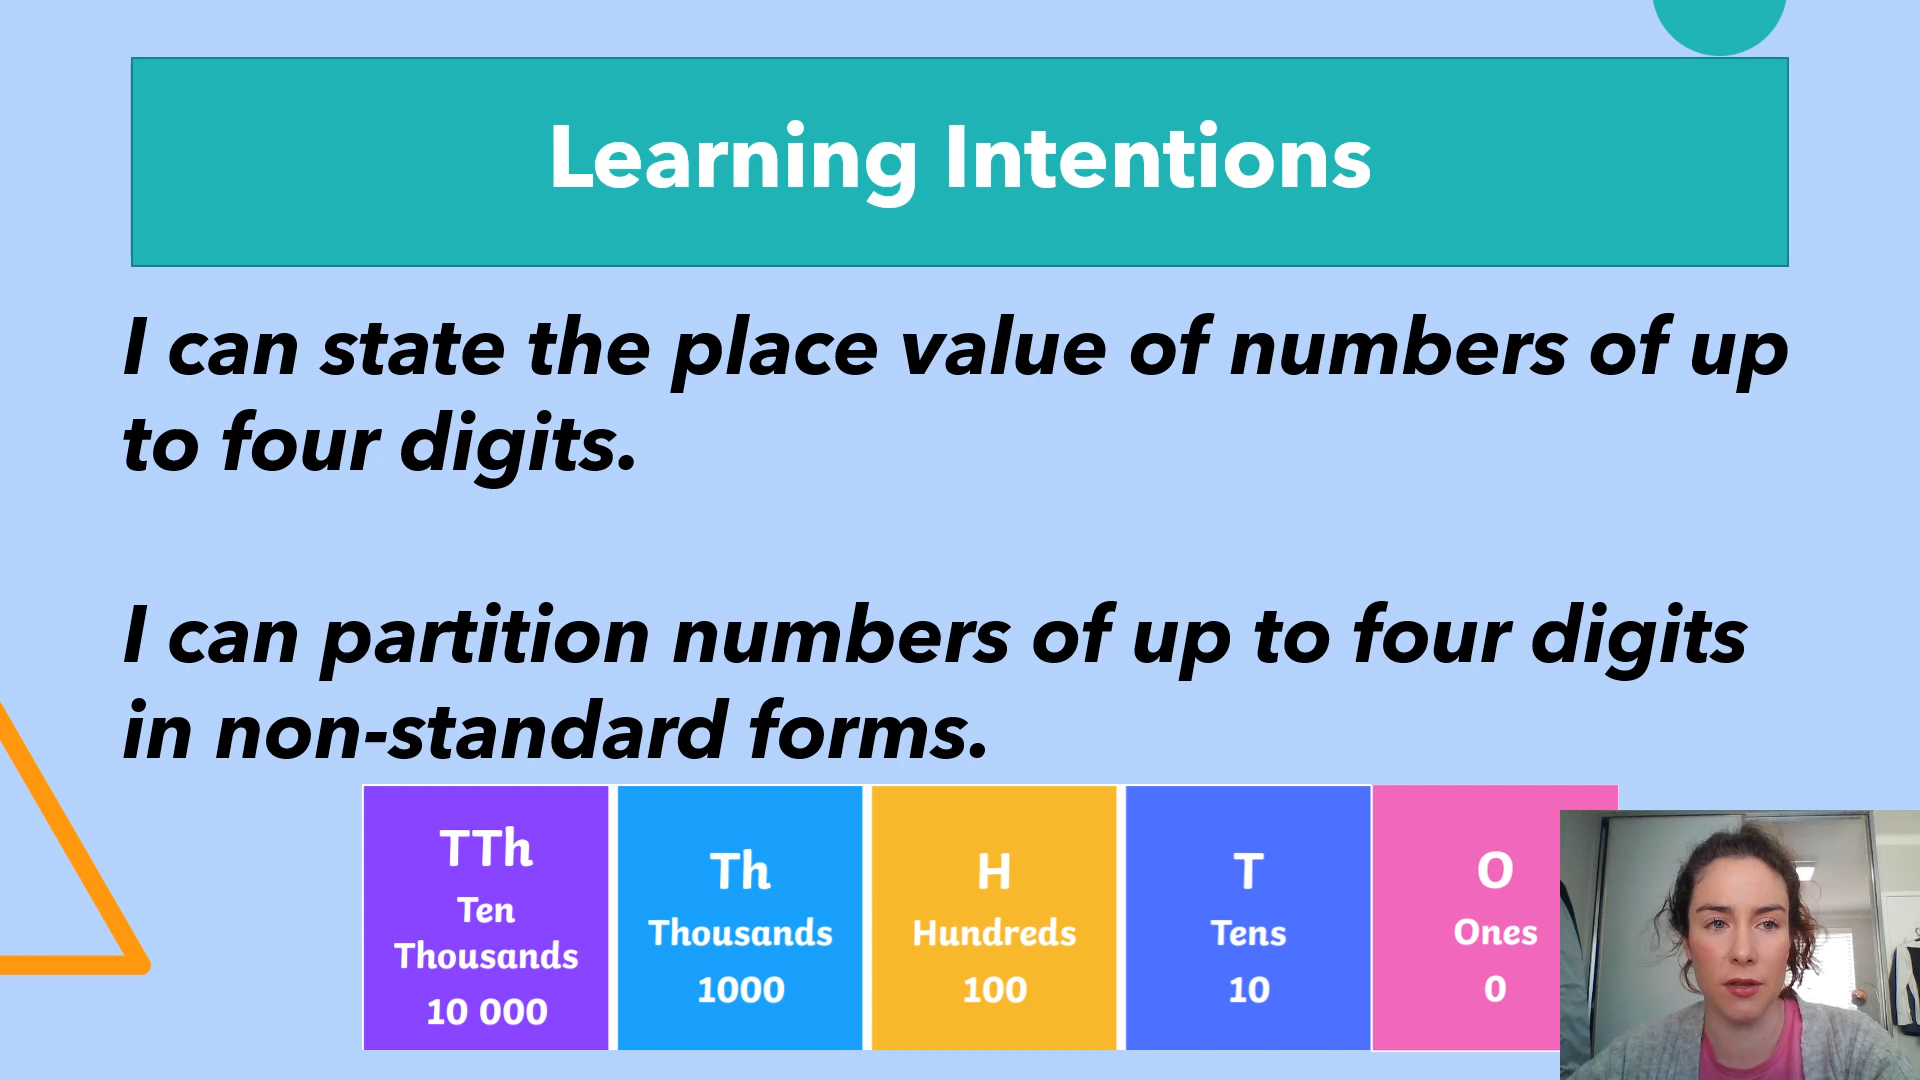 Learning Intentions
I can state the place value of numbers of up
to four digits.
I can partition numbers of up to four digits
in non-standard forms.
TTh
Ten
Thousands
10 000
Th
Thousands
1000
H
Hundreds
100
T
Tens
10
O
Ones
0